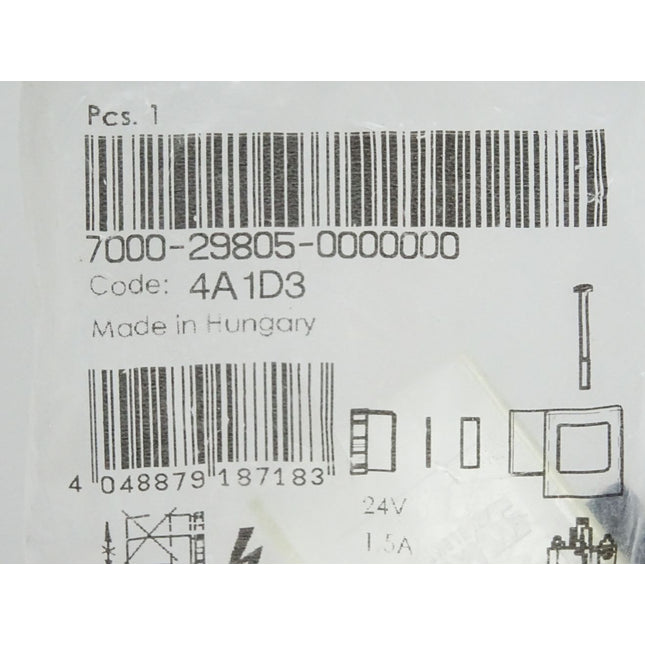 Pcs. 1
7000-29805-0000000
Code: 4A1D3
Made in Hungary
4 048879 187183
24V
1.5A